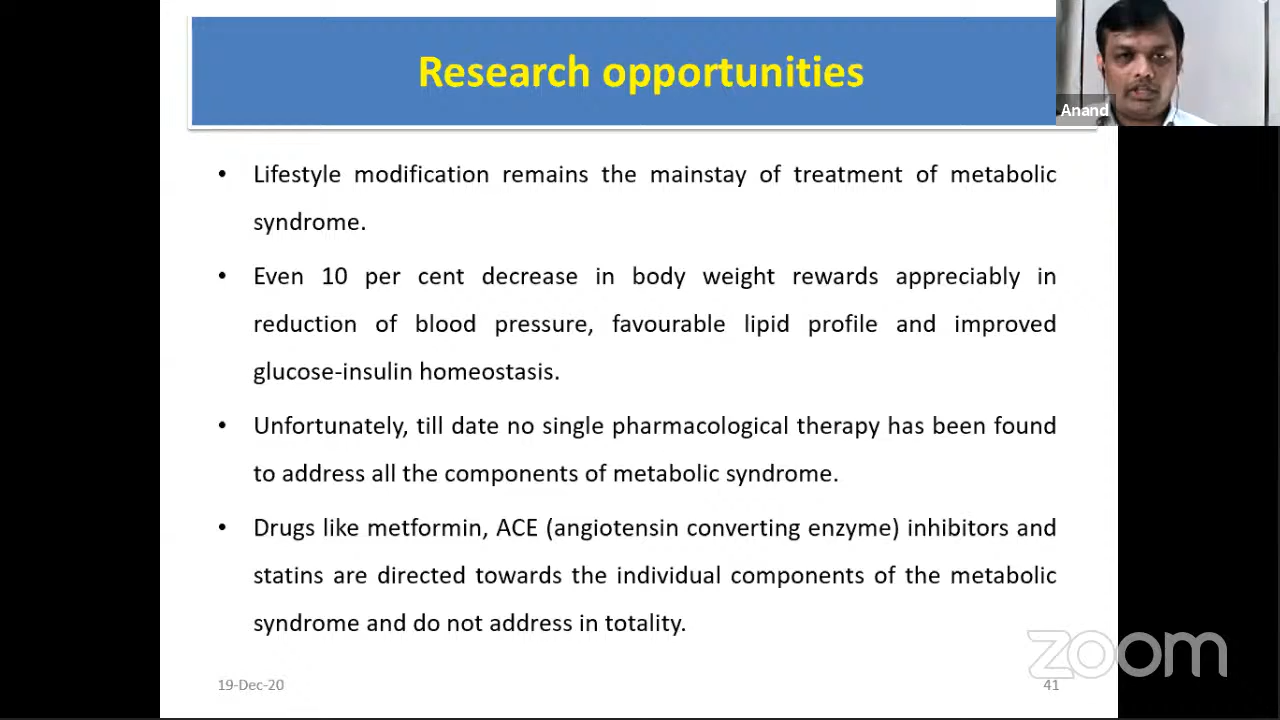 Research opportunities
Anand
• Lifestyle modification remains the mainstay of treatment of metabolic
syndrome.
• Even 10 per cent decrease in body weight rewards appreciably in
reduction of blood pressure, favourable lipid profile and improved
glucose-insulin homeostasis.
• Unfortunately, till date no single pharmacological therapy has been found
to address all the components of metabolic syndrome.
• Drugs like metformin, ACE (angiotensin converting enzyme) inhibitors and
statins are directed towards the individual components of the metabolic
syndrome and do not address in totality.
zoom
19-Dec-20
41